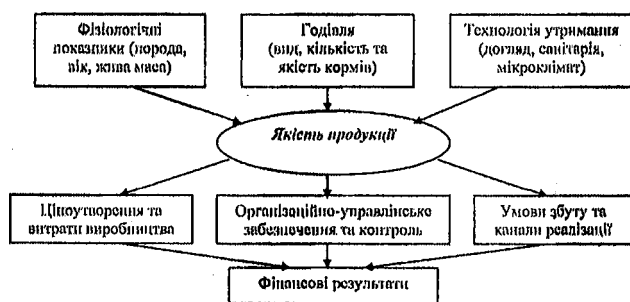 Фізіологічні
показники (порода,
вік, жива маса)
Годівля
(вид, кількість та
якість кормів)
Технологія утримання
(догляд, санітарія,
мікроклімат)
Якість продукції
Ціноутворення та
витрати виробництва
Організаційно-управлінське
забезпечення та контроль
Умови збуту та
канали реалізації
Фінансові результати